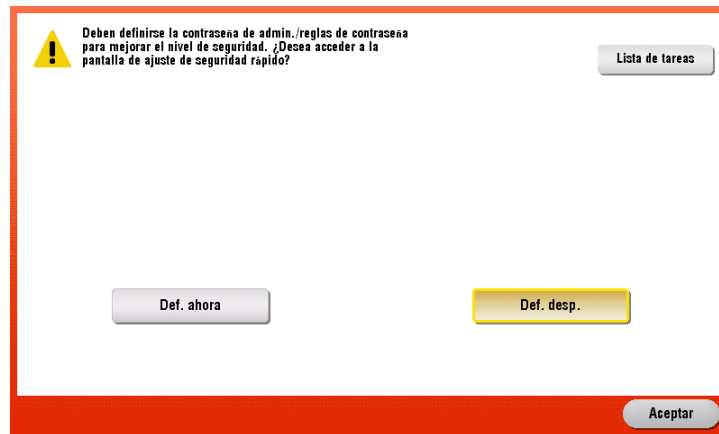 Deben definirse la contraseña de admin./reglas de contraseña
para mejorar el nivel de seguridad. ¿Desea acceder a la
pantalla de ajuste de seguridad rápido?
Lista de tareas
Def. ahora
Def. desp.
Aceptar